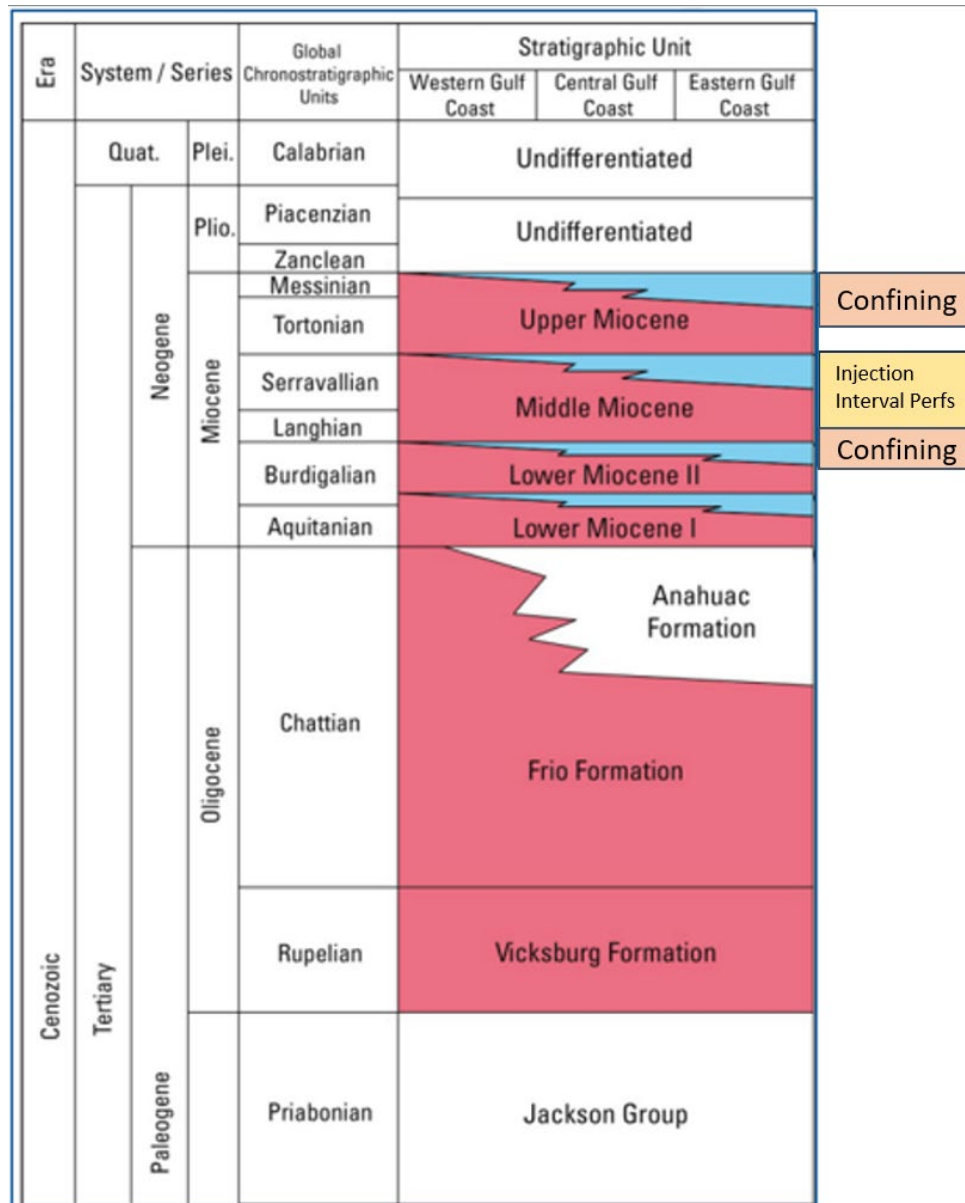 Era
System / Series
Global
Chronostratigraphic
Units
Stratigraphic Unit
Western Gulf
Coast
Central Gulf
Coast
Eastern Gulf
Coast
Cenozoic
Quat.
Tertiary
Neogene
Paleogene
Plei.
Plio.
Miocene
Oligocene
Calabrian
Piacenzian
Zanclean
Messinian
Tortonian
Serravallian
Langhian
Burdigalian
Aquitanian
Chattian
Rupelian
Priabonian
Undifferentiated
Undifferentiated
Upper Miocene
Middle Miocene
Lower Miocene II
Lower Miocene I
Anahuac
Formation
Frio Formation
Vicksburg Formation
Jackson Group
Confining
Injection
Interval Perfs
Confining